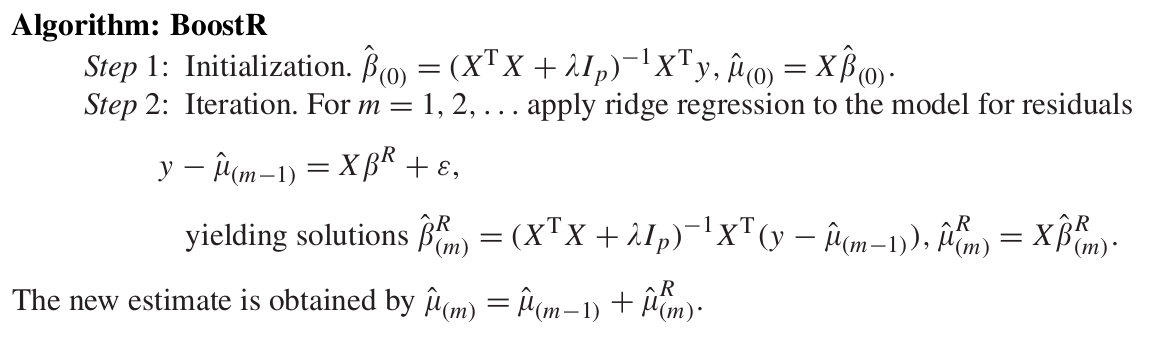 Algorithm: BoostR
Step 1: Initialization. β̂₍₀₎ = (XᵀX + λIₚ)⁻¹Xᵀy, μ̂₍₀₎ = Xβ̂₍₀₎.
Step 2: Iteration. For m = 1, 2, . . . apply ridge regression to the model for residuals
y − μ̂₍ₘ₋₁₎ = Xβᴿ + ε,
yielding solutions β̂ᴿ₍ₘ₎ = (XᵀX + λIₚ)⁻¹Xᵀ(y − μ̂₍ₘ₋₁₎), μ̂ᴿ₍ₘ₎ = Xβ̂ᴿ₍ₘ₎.
The new estimate is obtained by μ̂₍ₘ₎ = μ̂₍ₘ₋₁₎ + μ̂ᴿ₍ₘ₎.